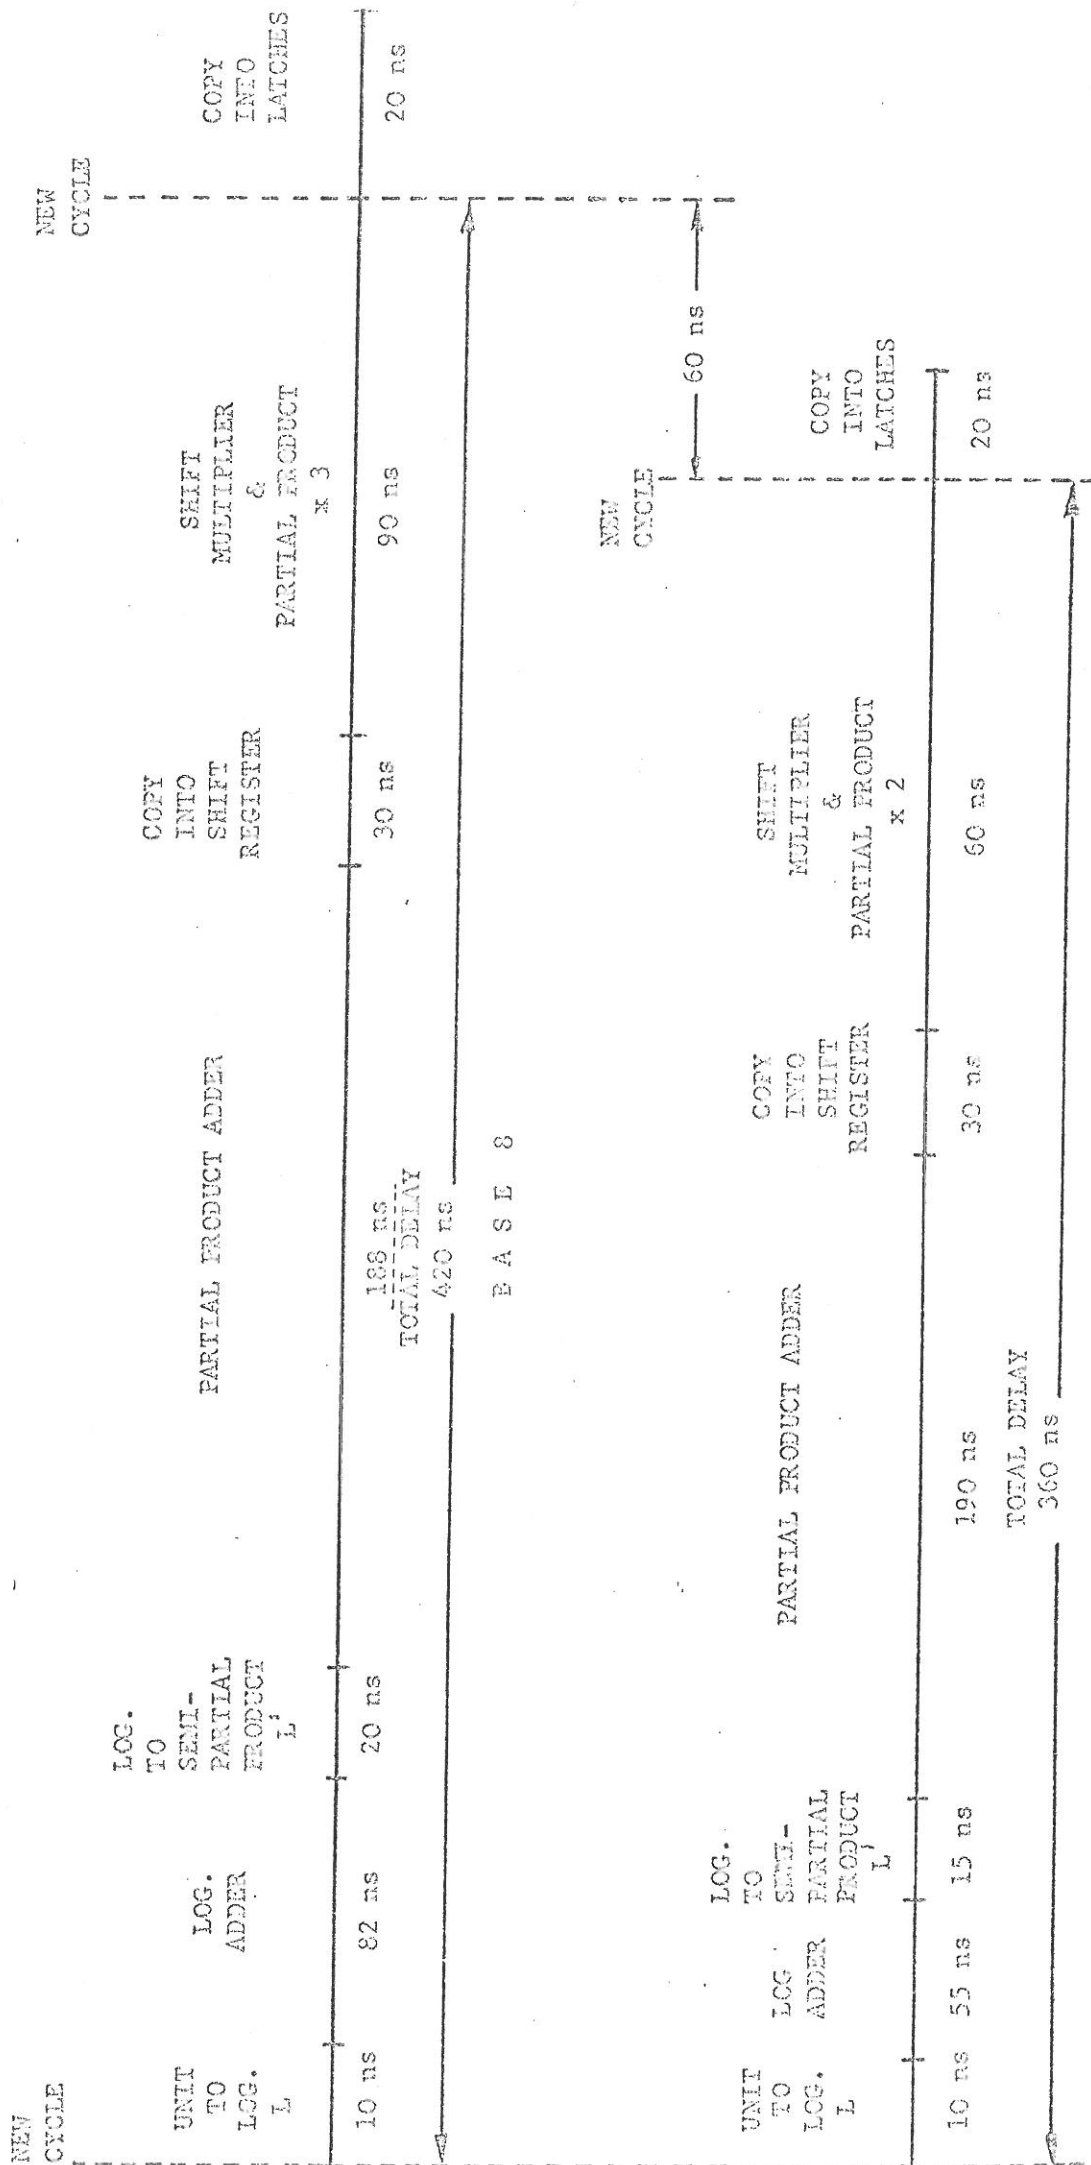 NEW
CYCLE
UNIT
TO
LOG.
L
10 ns
LOG.
ADDER
82 ns
LOG.
TO
SEMI-
PARTIAL
PRODUCT
L'
20 ns
PARTIAL PRODUCT ADDER
188 ns
COPY
INTO
SHIFT
REGISTER
30 ns
SHIFT
MULTIPLIER
&
PARTIAL PRODUCT
x 3
90 ns
NEW
CYCLE
COPY
INTO
LATCHES
20 ns
TOTAL DELAY
420 ns
B A S E 8
60 ns
UNIT
TO
LOG.
L
10 ns
LOG
ADDER
55 ns
LOG.
TO
SEMI-
PARTIAL
PRODUCT
L'
15 ns
PARTIAL PRODUCT ADDER
190 ns
COPY
INTO
SHIFT
REGISTER
30 ns
SHIFT
MULTIPLIER
&
PARTIAL PRODUCT
x 2
60 ns
NEW
CYCLE
COPY
INTO
LATCHES
20 ns
TOTAL DELAY
360 ns